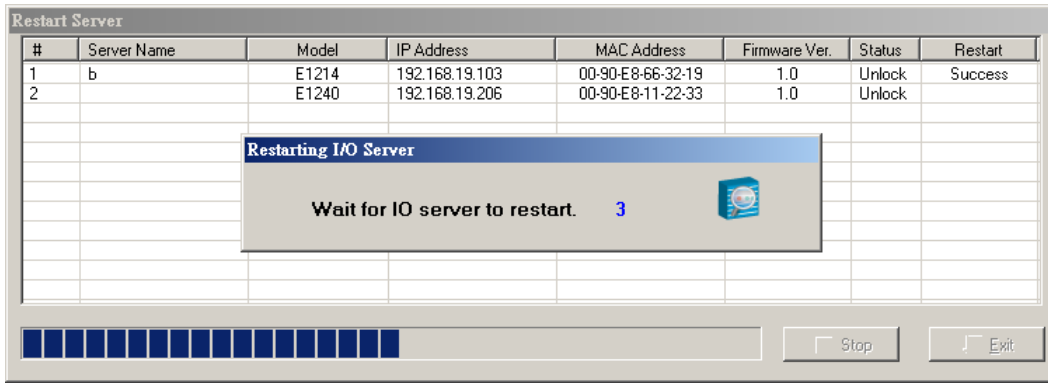 Restart Server
# Server Name Model IP Address MAC Address Firmware Ver. Status Restart
1 b E1214 192.168.19.103 00-90-E8-66-32-19 1.0 Unlock Success
2 E1240 192.168.19.206 00-90-E8-11-22-33 1.0 Unlock
Restarting I/O Server
Wait for IO server to restart. 3
Stop Exit